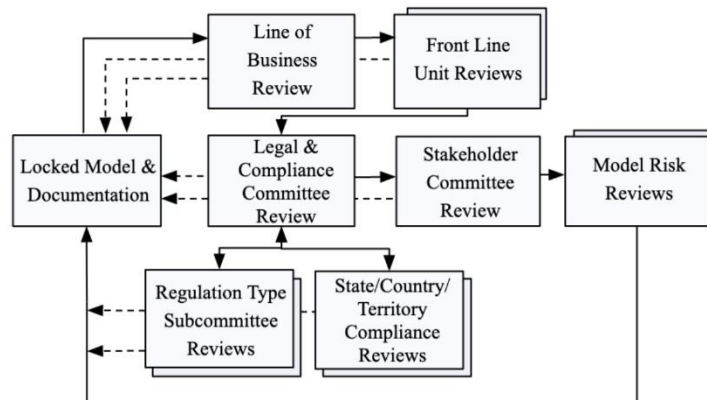 Line of
Business
Review
Front Line
Unit Reviews
Locked Model &
Documentation
Legal &
Compliance
Committee
Review
Stakeholder
Committee
Review
Model Risk
Reviews
Regulation Type
Subcommittee
Reviews
State/Country/
Territory
Compliance
Reviews